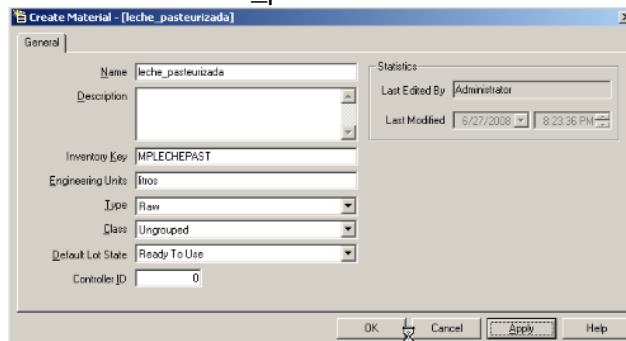 Create Material - [leche_pasteurizada]
General
Name leche_pasteurizada
Description
Inventory Key MPLECHEPAST
Engineering Units litros
Type Raw
Class Ungrouped
Default Lot State Ready To Use
Controller ID 0
Statistics
Last Edited By Administrator
Last Modified 6/27/2008 8:23:36 PM
OK Cancel Apply Help